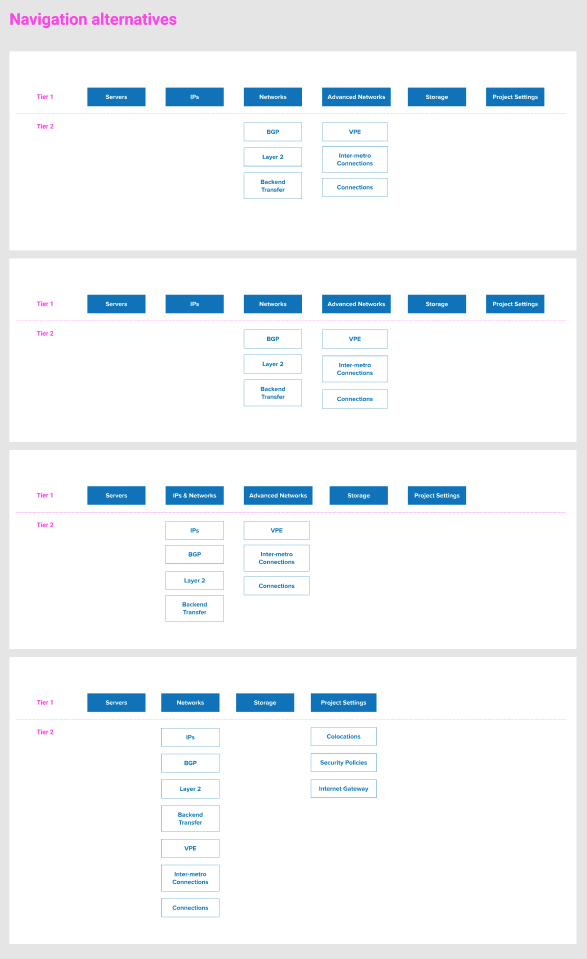 Navigation alternatives
Tier 1
Servers
IPs
Networks
Advanced Networks
Storage
Project Settings
Tier 2
BGP
VPE
Layer 2
Inter-metro
Connections
Backend
Transfer
Connections
Tier 1
Servers
IPs
Networks
Advanced Networks
Storage
Project Settings
Tier 2
BGP
VPE
Layer 2
Inter-metro
Connections
Backend
Transfer
Connections
Tier 1
Servers
IPs & Networks
Advanced Networks
Storage
Project Settings
Tier 2
IPs
VPE
BGP
Inter-metro
Connections
Layer 2
Connections
Backend
Transfer
Tier 1
Servers
Networks
Storage
Project Settings
Tier 2
IPs
Colocations
BGP
Security Policies
Layer 2
Internet Gateway
Backend
Transfer
VPE
Inter-metro
Connections
Connections